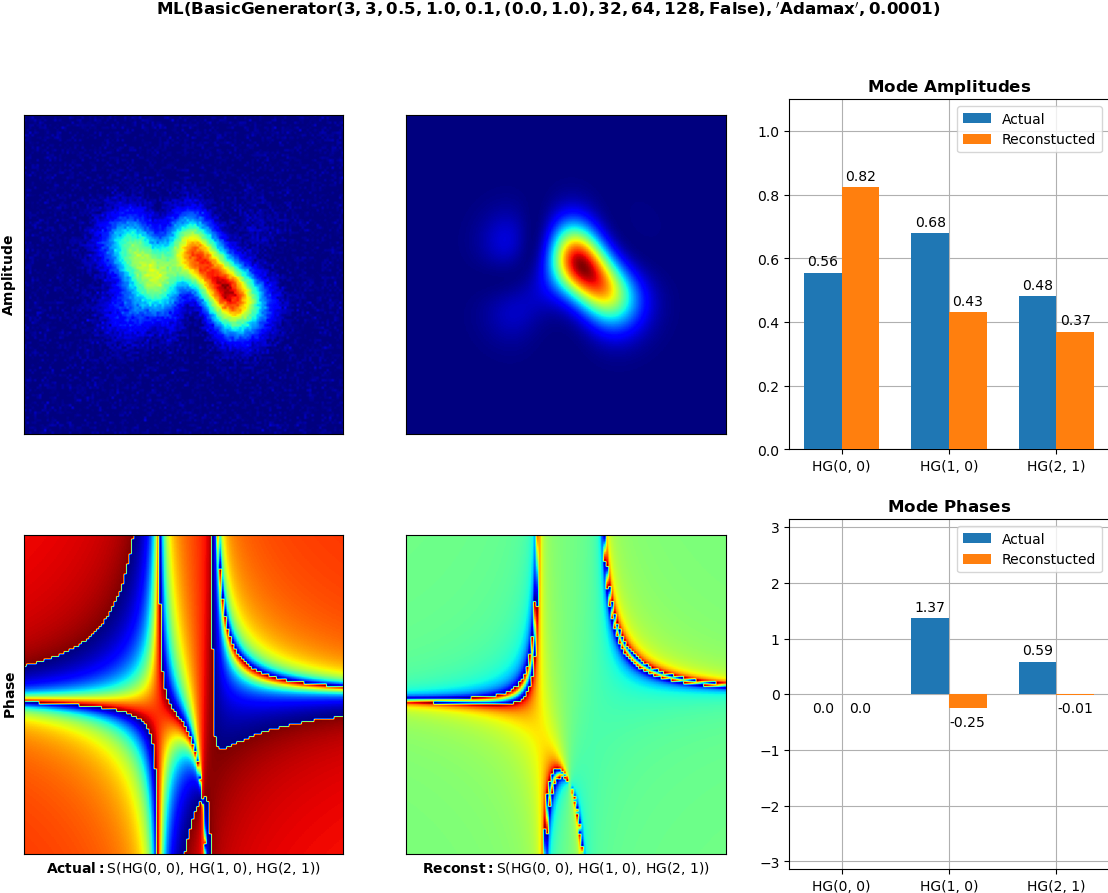 ML(BasicGenerator(3, 3, 0.5, 1.0, 0.1, (0.0, 1.0), 32, 64, 128, False), ′Adamax′, 0.0001)
Amplitude
Mode Amplitudes
Actual
Reconstucted
1.0
0.8
0.6
0.4
0.2
0.0
0.56
0.82
0.68
0.43
0.48
0.37
HG(0, 0)
HG(1, 0)
HG(2, 1)
Phase
Actual: S(HG(0, 0), HG(1, 0), HG(2, 1))
Reconst: S(HG(0, 0), HG(1, 0), HG(2, 1))
Mode Phases
Actual
Reconstucted
3
2
1
0
−1
−2
−3
0.0
0.0
1.37
-0.25
0.59
-0.01
HG(0, 0)
HG(1, 0)
HG(2, 1)